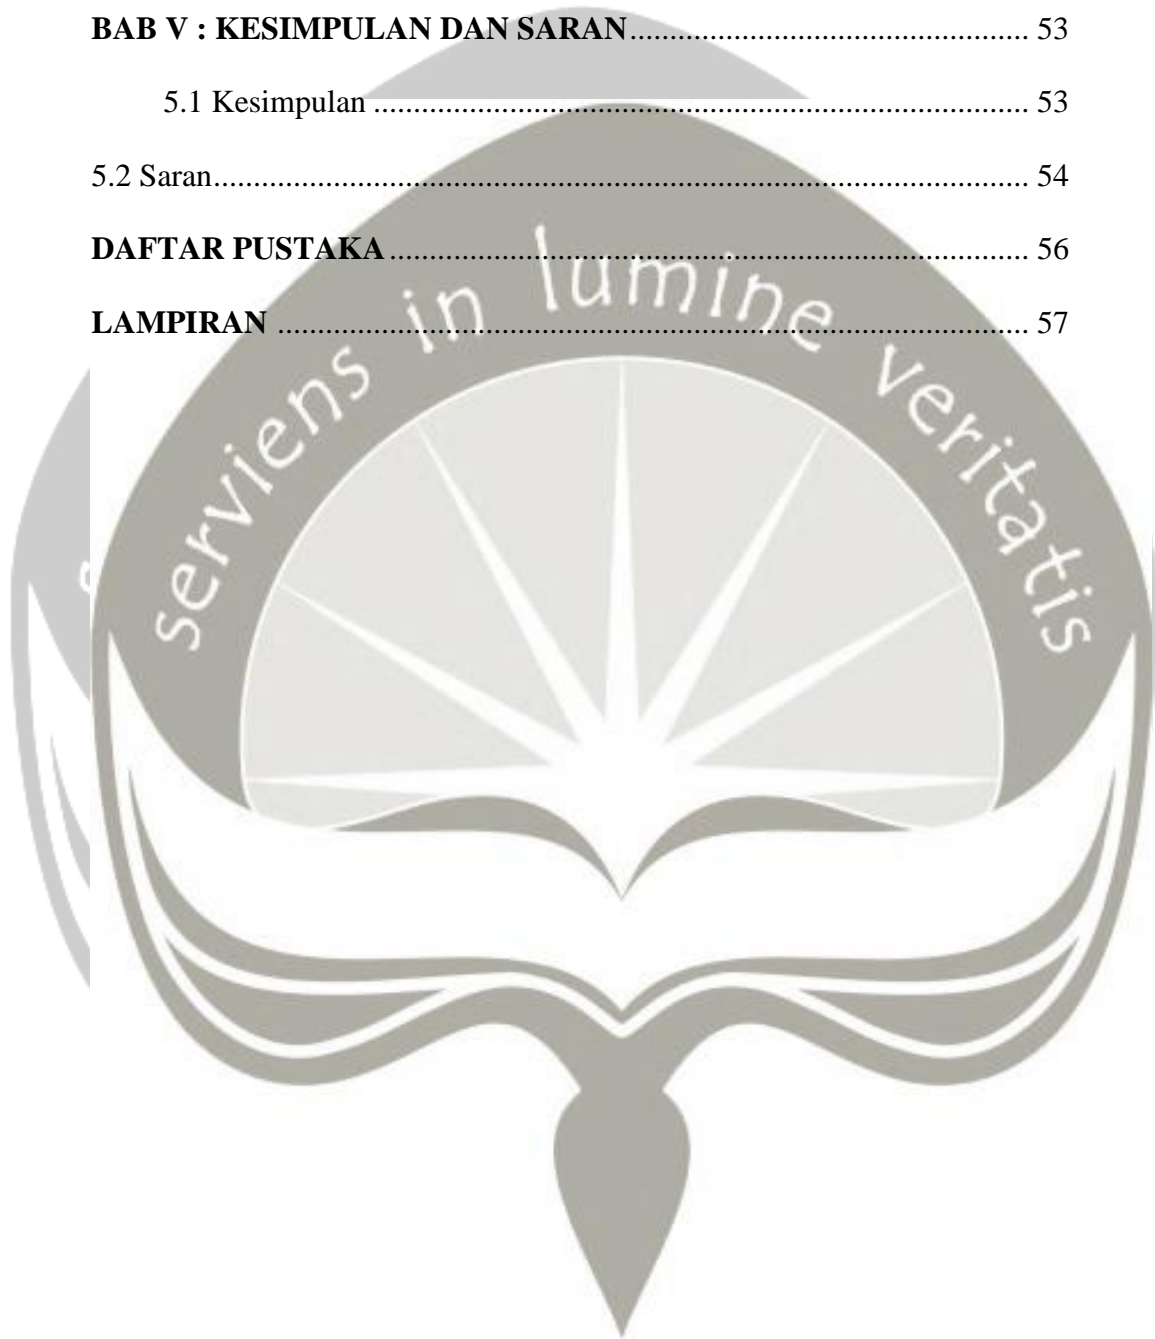 BAB V : KESIMPULAN DAN SARAN.................................................. 53
5.1 Kesimpulan .................................................................................. 53
5.2 Saran...................................................................................................... 54
DAFTAR PUSTAKA ................................................................................ 56
LAMPIRAN .............................................................................................. 57
serviens in lumine veritatis